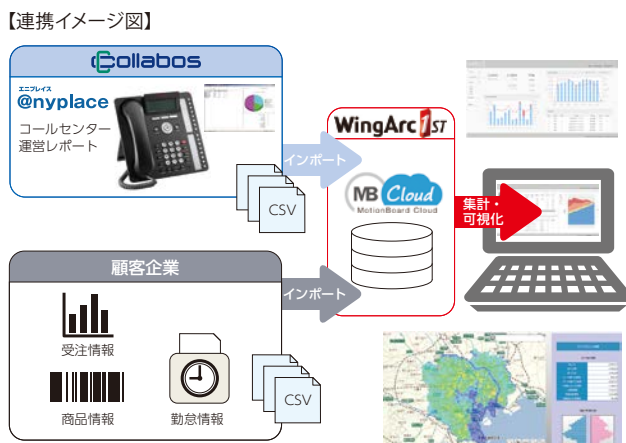 【連携イメージ図】
Collabos
エニプレイス
@nyplace
コールセンター
運営レポート
CSV
インポート
WingArc 1ST
MB Cloud
MotionBoard Cloud
集計・
可視化
顧客企業
受注情報
商品情報
勤怠情報
CSV
インポート